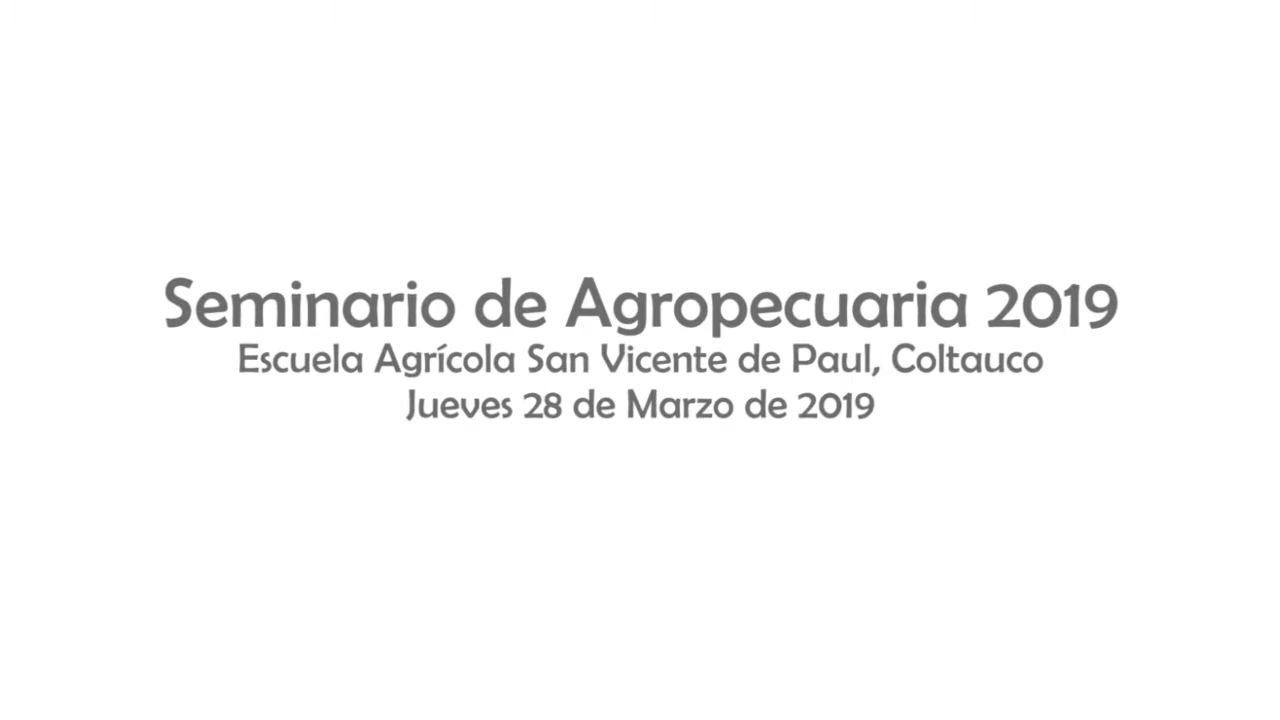 Seminario de Agropecuaria 2019
Escuela Agrícola San Vicente de Paul, Coltauco
Jueves 28 de Marzo de 2019